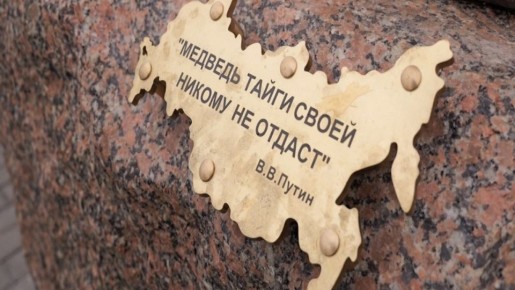 "МЕДВЕДЬ ТАЙГИ СВОЕЙ
НИКОМУ НЕ ОТДАСТ"
В.В.Путин